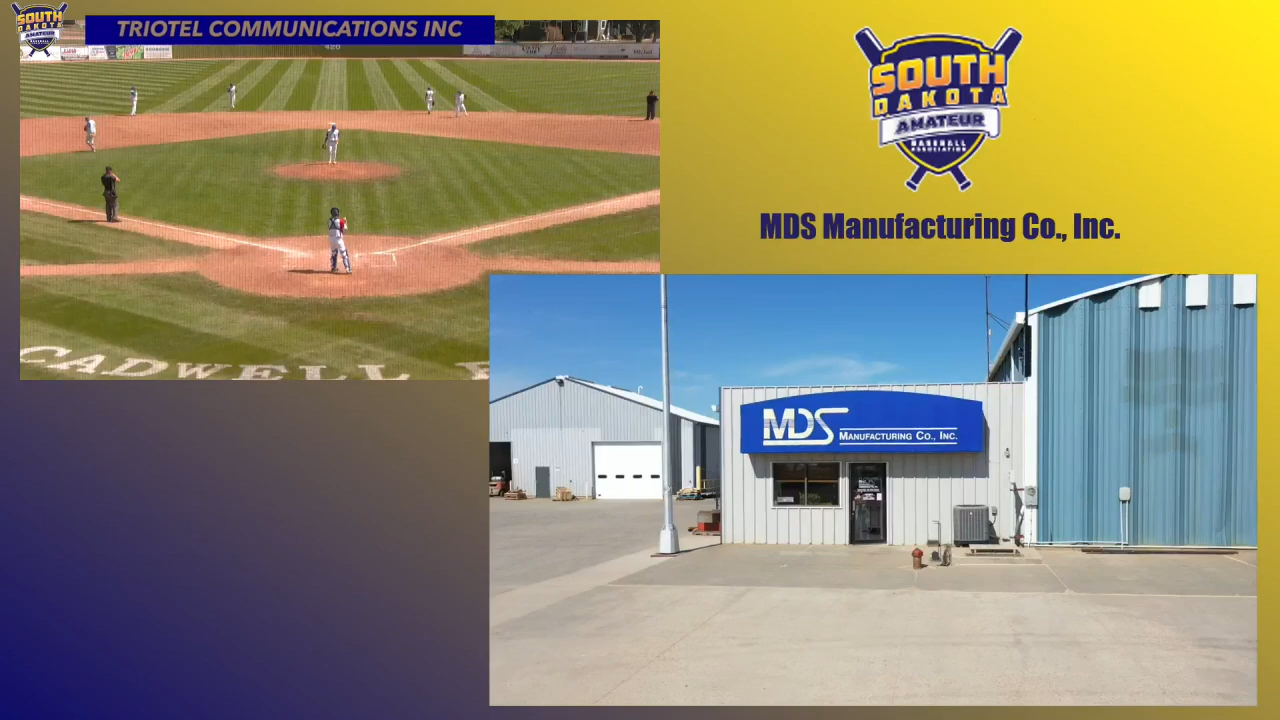 SOUTH
DAKOTA
AMATEUR
TRIOTEL COMMUNICATIONS INC
420
CADWELL
SOUTH
DAKOTA
AMATEUR
BASEBALL
ASSOCIATION
MDS Manufacturing Co., Inc.
MDS MANUFACTURING CO., INC.